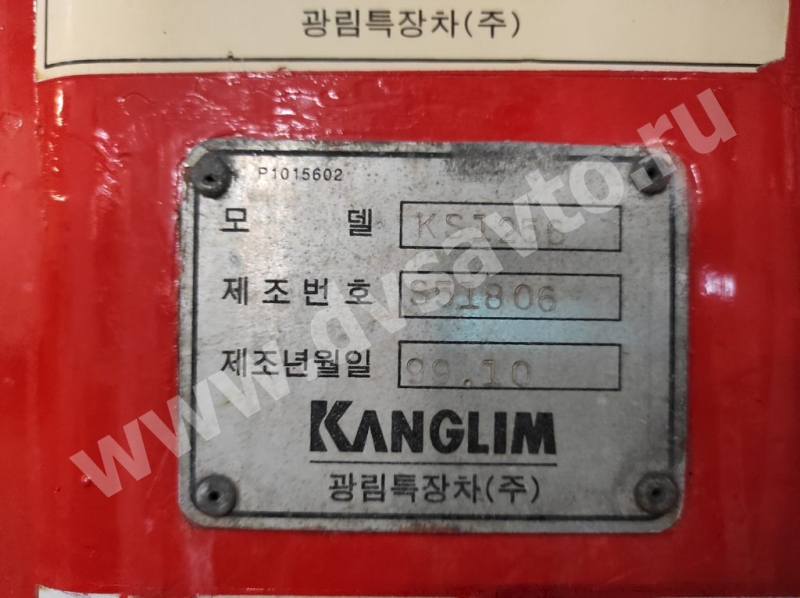 광림특장차(주)
P1015602
모 델 KS1256
제조번호 SD1806
제조년월일 99.10
KANGLIM
광림특장차(주)
www.dvsavto.ru